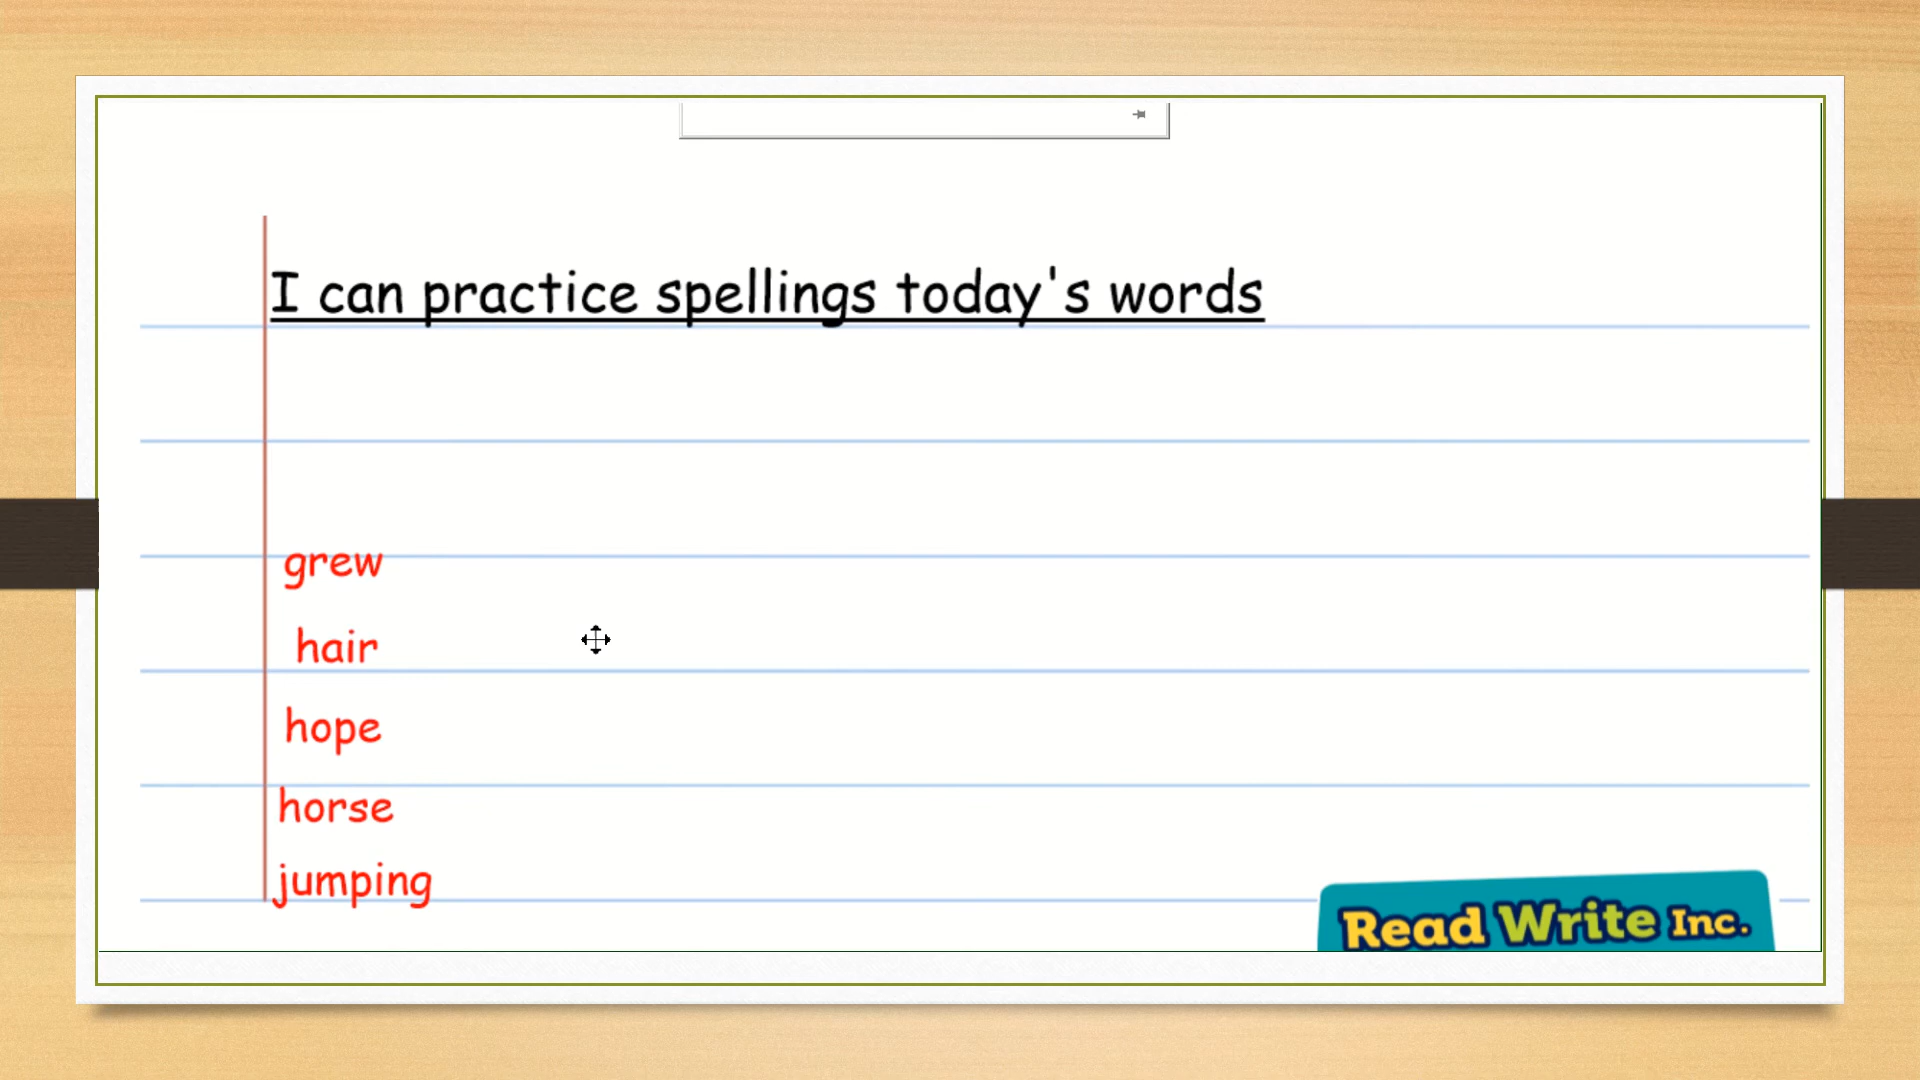 I can practice spellings today's words
grew
hair
hope
horse
jumping
Read Write Inc.